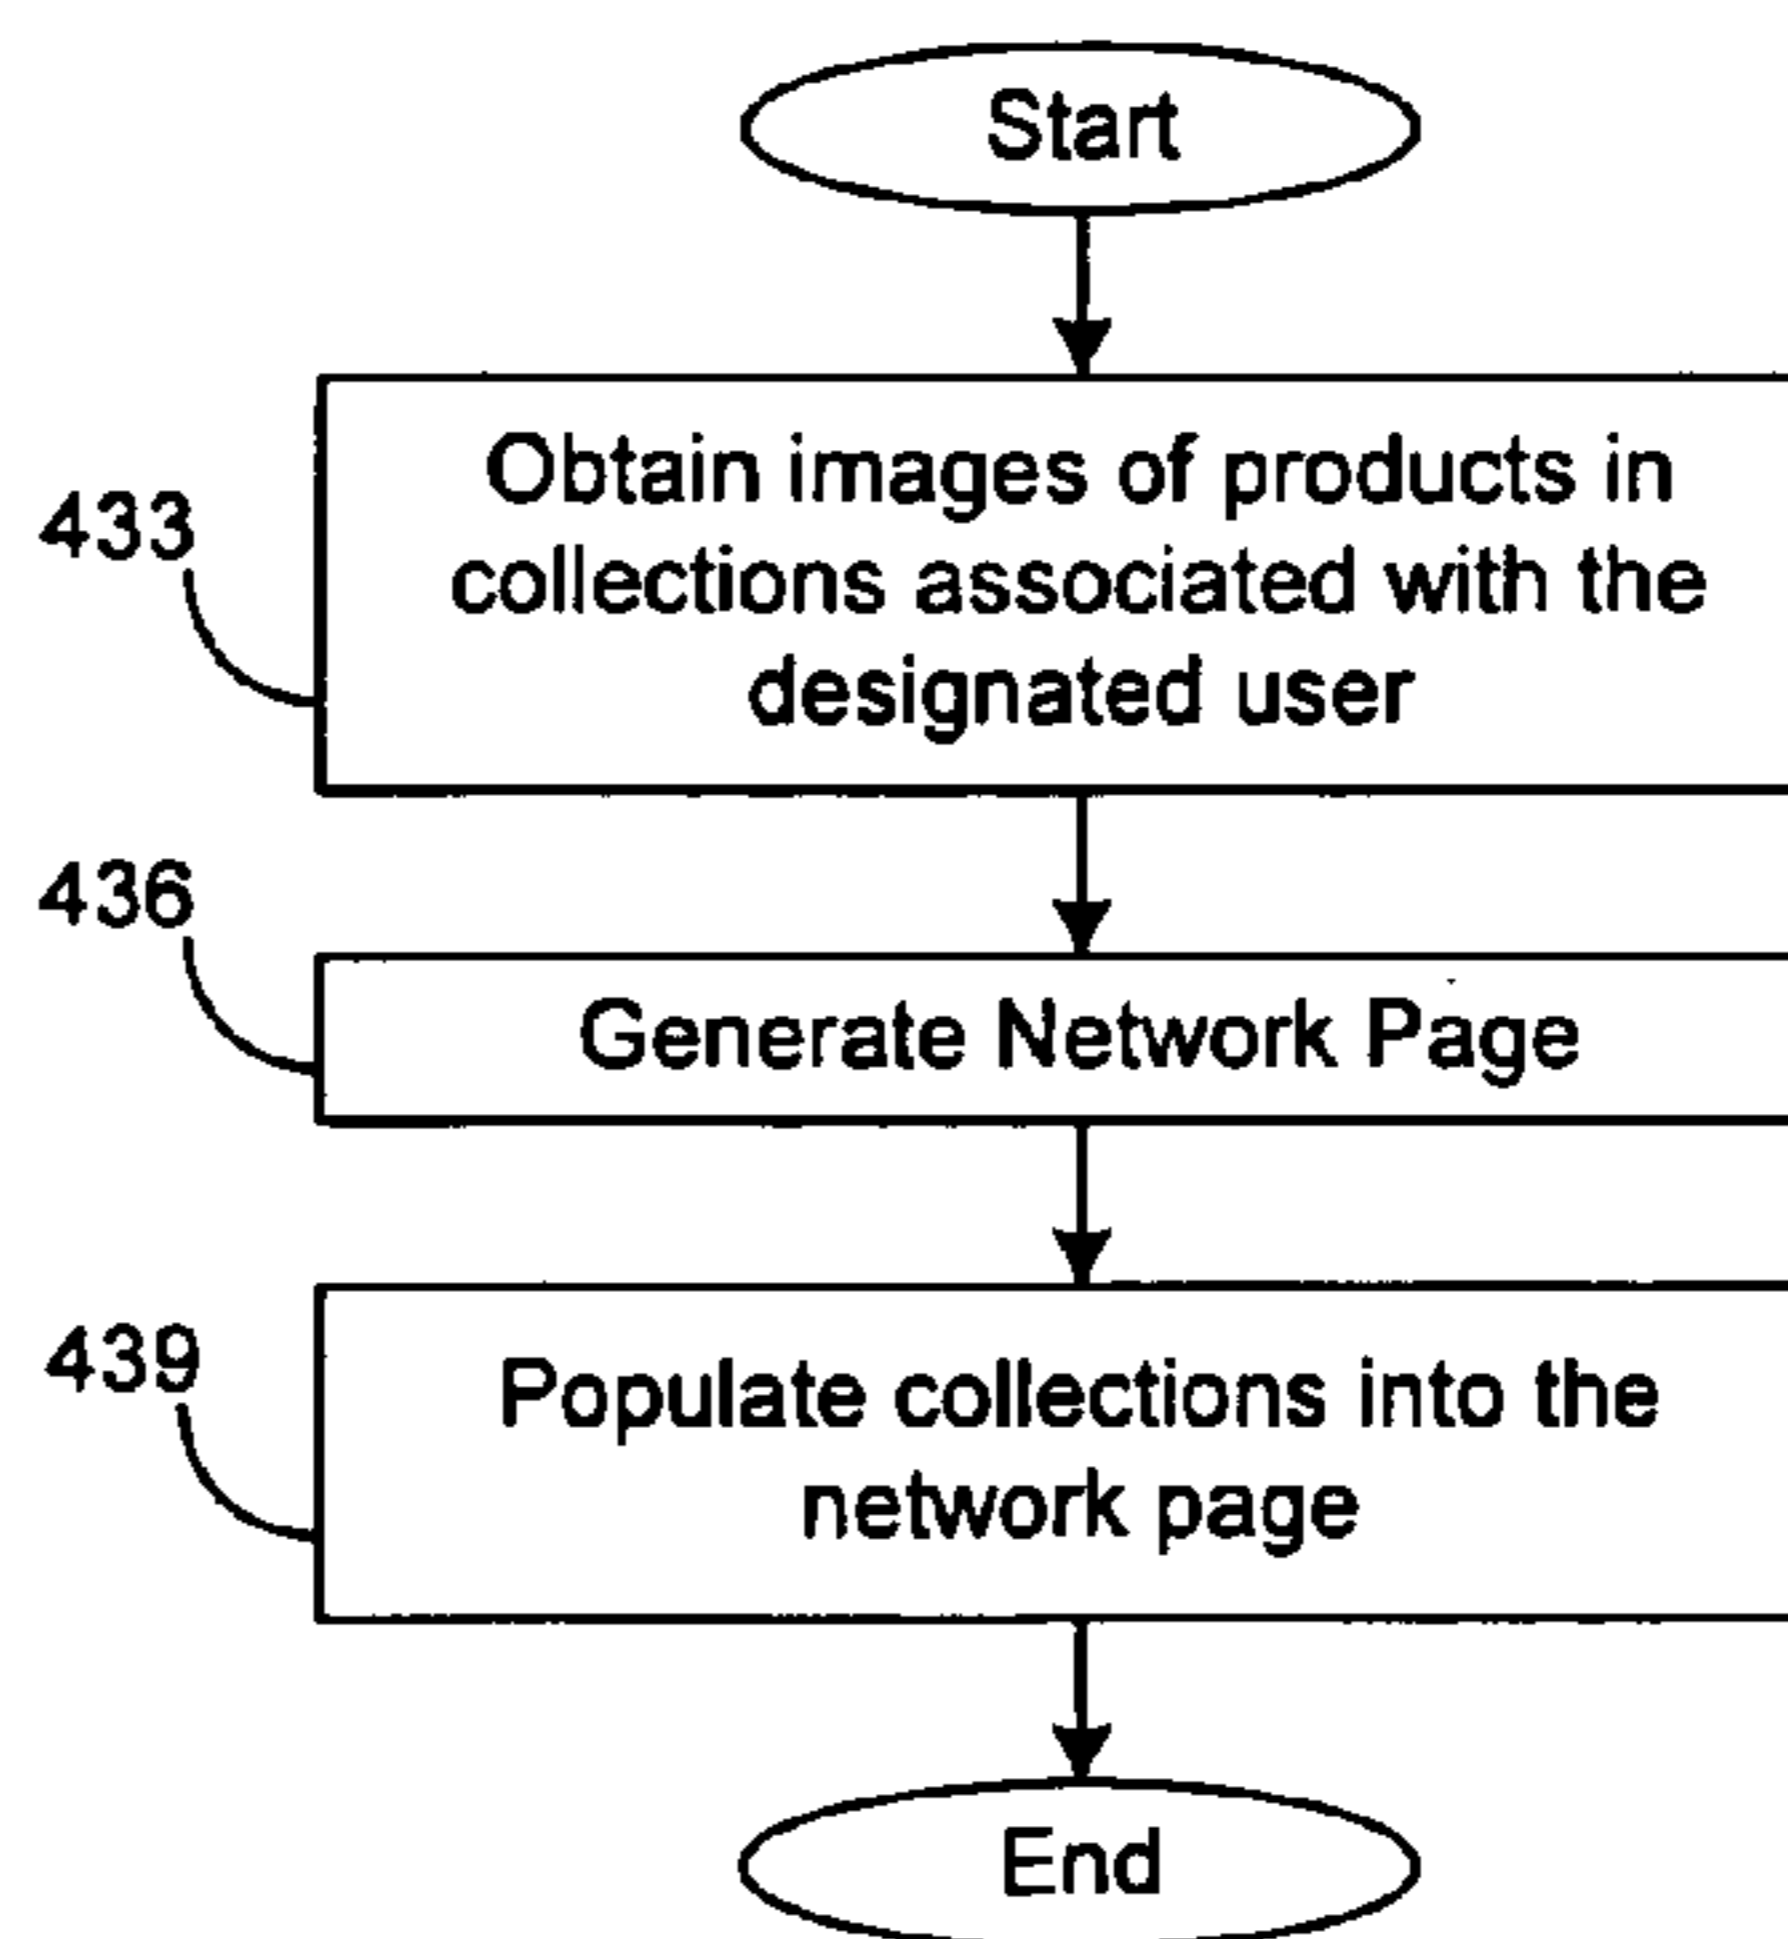 Start
433
Obtain images of products in
collections associated with the
designated user
436
Generate Network Page
439
Populate collections into the
network page
End